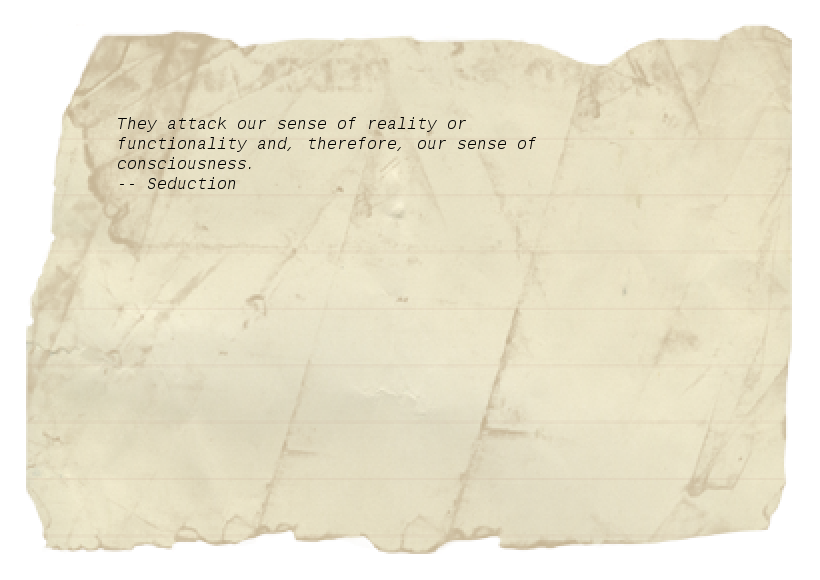 They attack our sense of reality or
functionality and, therefore, our sense of
consciousness.
-- Seduction